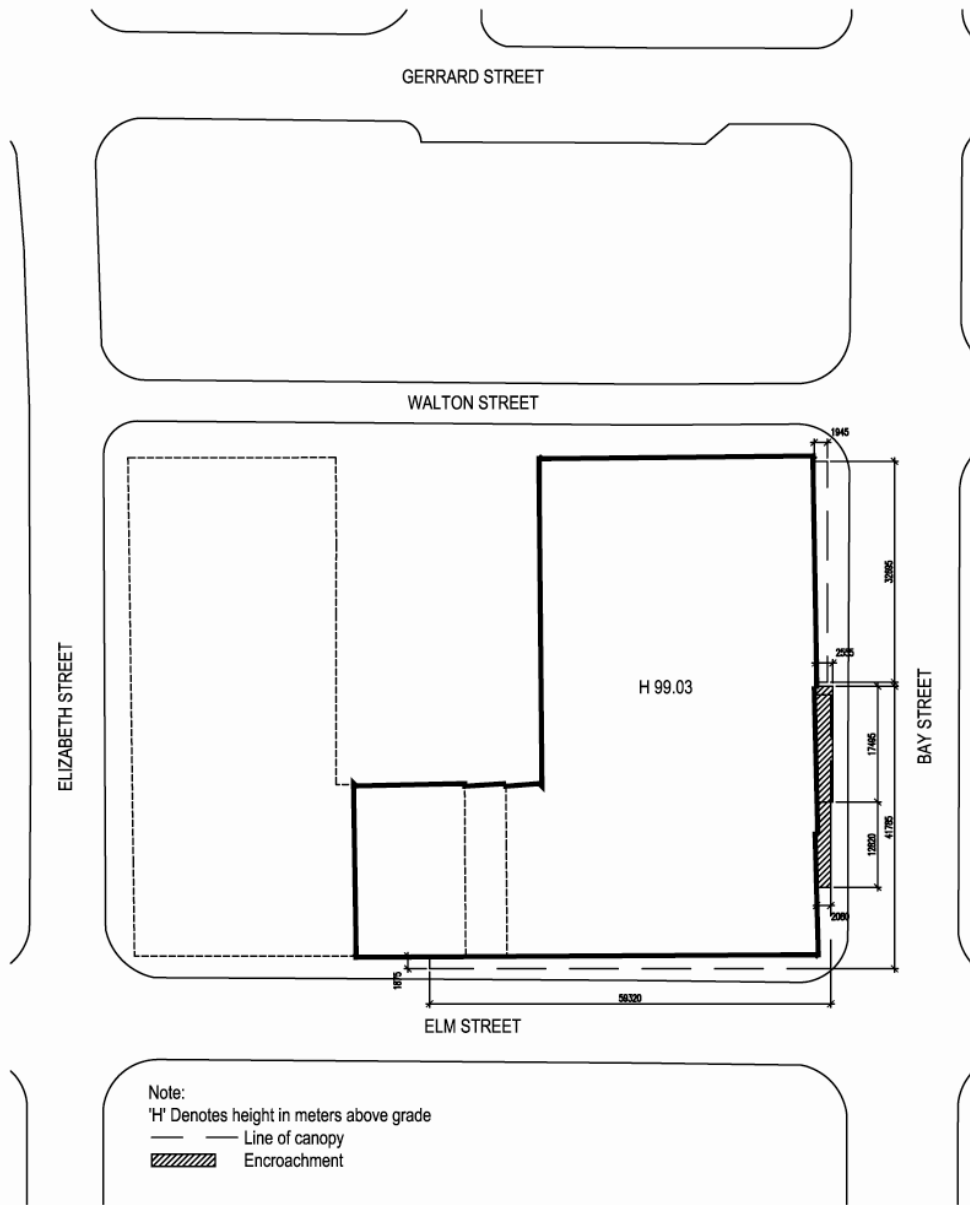 GERRARD STREET
WALTON STREET
1945
32695
2555
H 99.03
ELIZABETH STREET
BAY STREET
17495
12820
41785
2060
1875
59320
ELM STREET
Note:
'H' Denotes height in meters above grade
Line of canopy
Encroachment